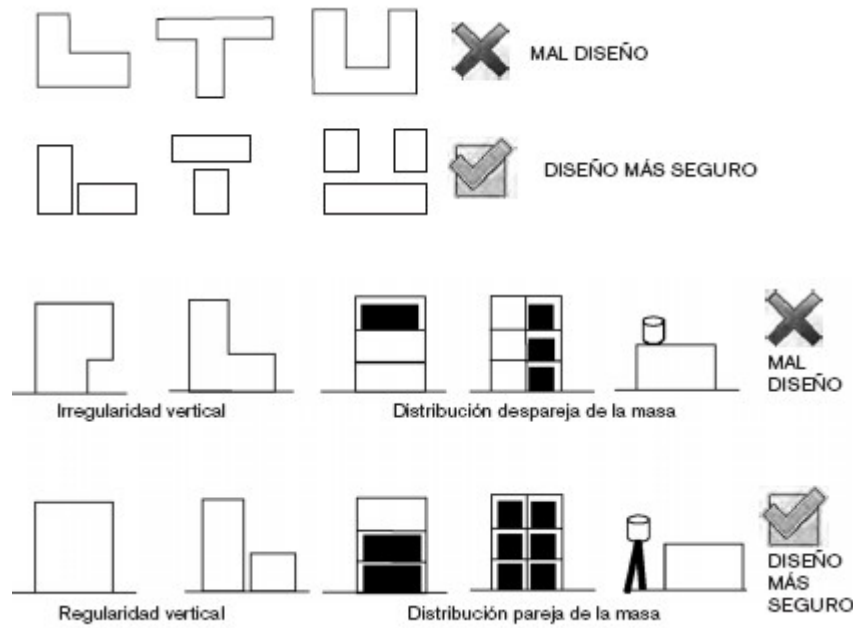 MAL DISEÑO
DISEÑO MÁS SEGURO
MAL
DISEÑO
Irregularidad vertical
Distribución despareja de la masa
DISEÑO
MÁS
SEGURO
Regularidad vertical
Distribución pareja de la masa